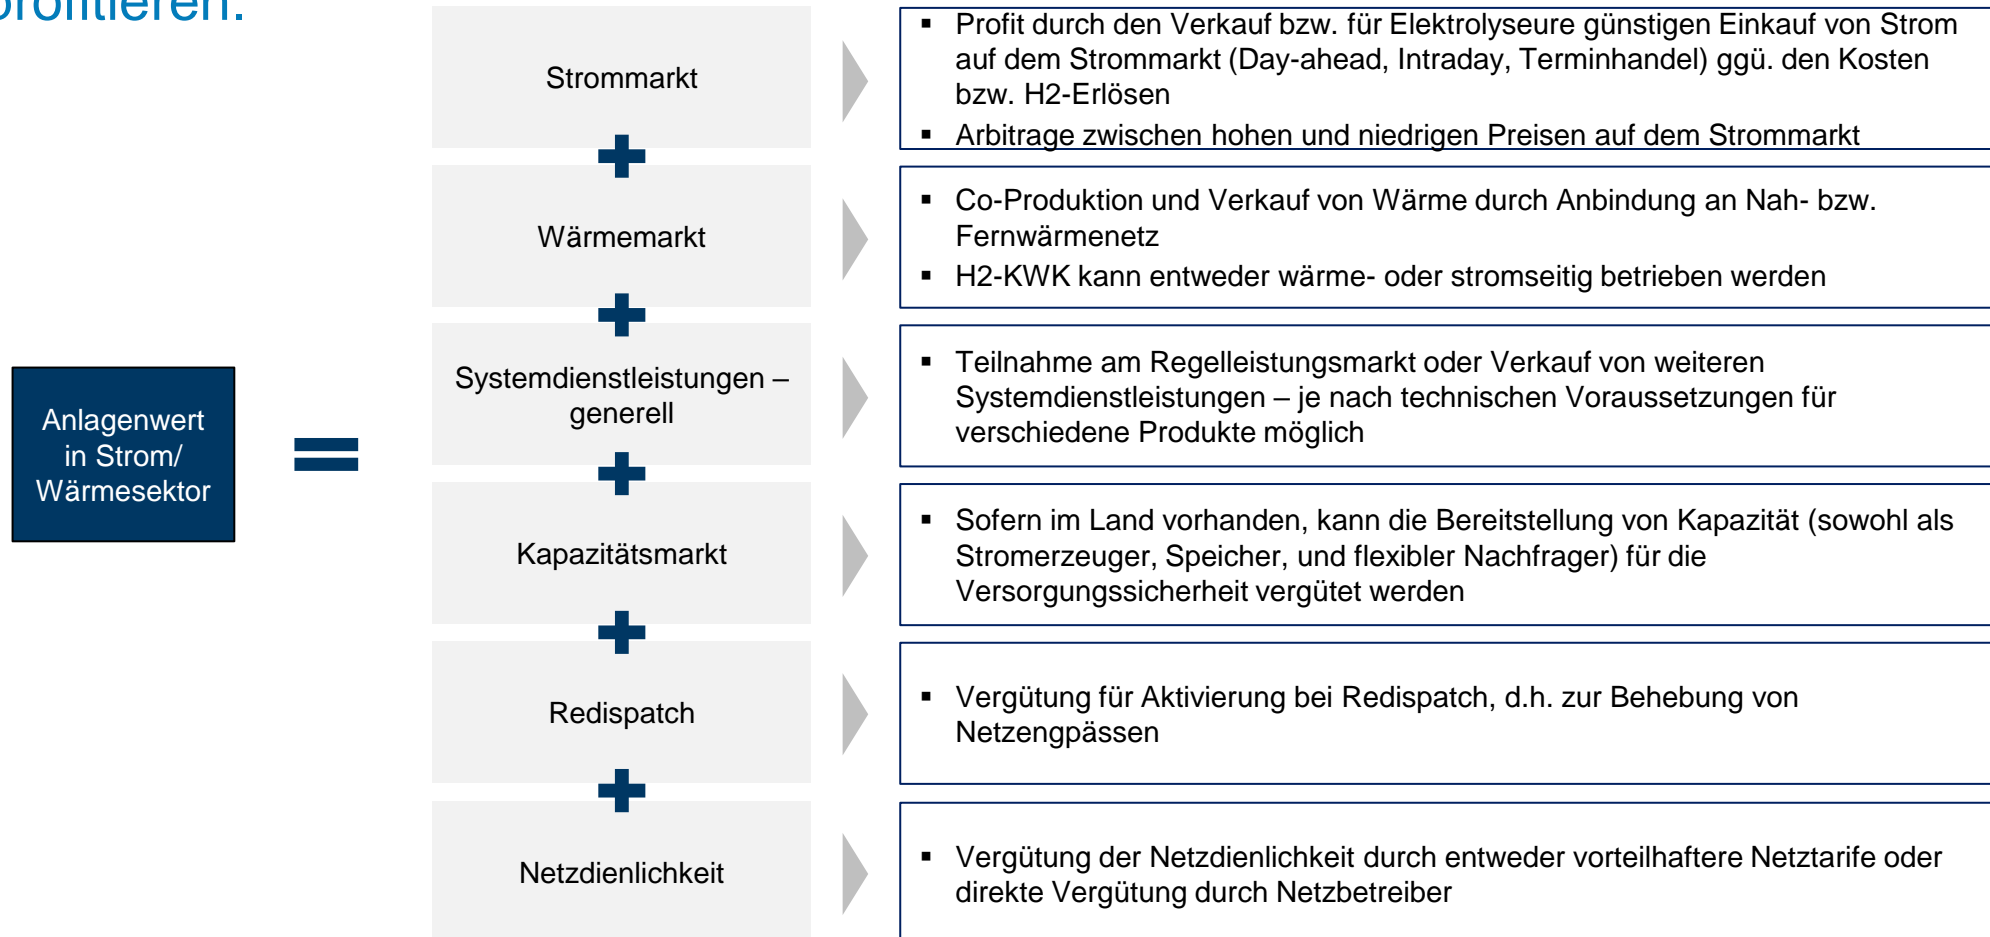 profitieren.
Strommarkt
▪ Profit durch den Verkauf bzw. für Elektrolyseure günstigen Einkauf von Strom
auf dem Strommarkt (Day-ahead, Intraday, Terminhandel) ggü. den Kosten
bzw. H2-Erlösen
▪ Arbitrage zwischen hohen und niedrigen Preisen auf dem Strommarkt
Wärmemarkt
▪ Co-Produktion und Verkauf von Wärme durch Anbindung an Nah- bzw.
Fernwärmenetz
▪ H2-KWK kann entweder wärme- oder stromseitig betrieben werden
Anlagenwert
in Strom/
Wärmesektor
Systemdienstleistungen –
generell
▪ Teilnahme am Regelleistungsmarkt oder Verkauf von weiteren
Systemdienstleistungen – je nach technischen Voraussetzungen für
verschiedene Produkte möglich
Kapazitätsmarkt
▪ Sofern im Land vorhanden, kann die Bereitstellung von Kapazität (sowohl als
Stromerzeuger, Speicher, und flexibler Nachfrager) für die
Versorgungssicherheit vergütet werden
Redispatch
▪ Vergütung für Aktivierung bei Redispatch, d.h. zur Behebung von
Netzengpässen
Netzdienlichkeit
▪ Vergütung der Netzdienlichkeit durch entweder vorteilhaftere Netztarife oder
direkte Vergütung durch Netzbetreiber